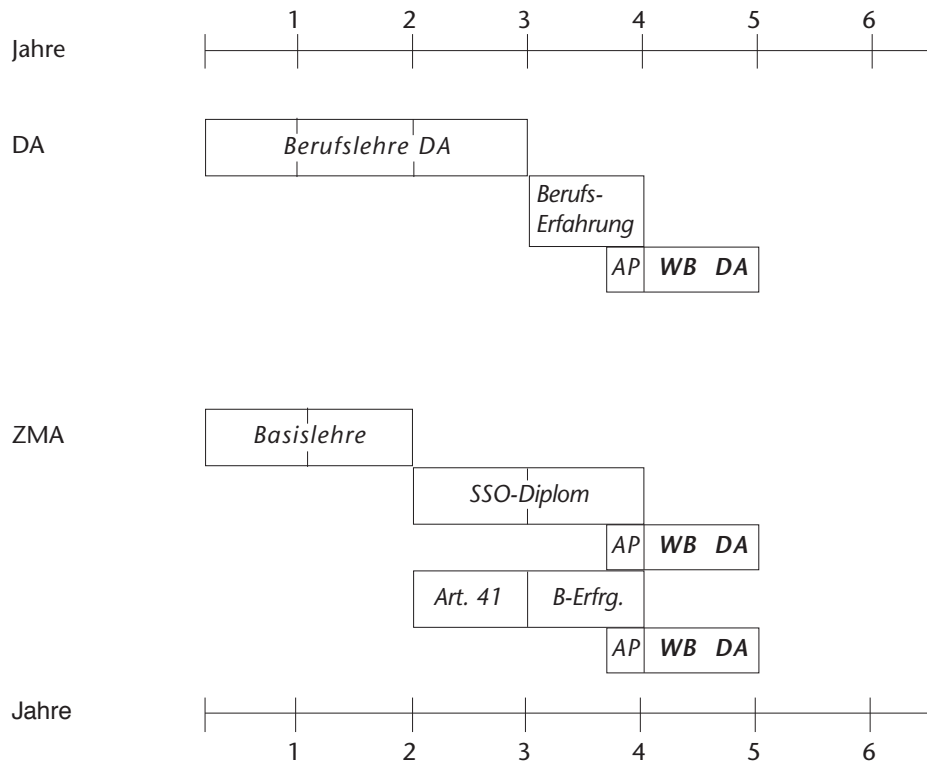 1 2 3 4 5 6
Jahre
DA
Berufslehre DA
Berufs-
Erfahrung
AP WB DA
ZMA
Basislehre
SSO-Diplom
AP WB DA
Art. 41 B-Erfrg.
AP WB DA
Jahre
1 2 3 4 5 6